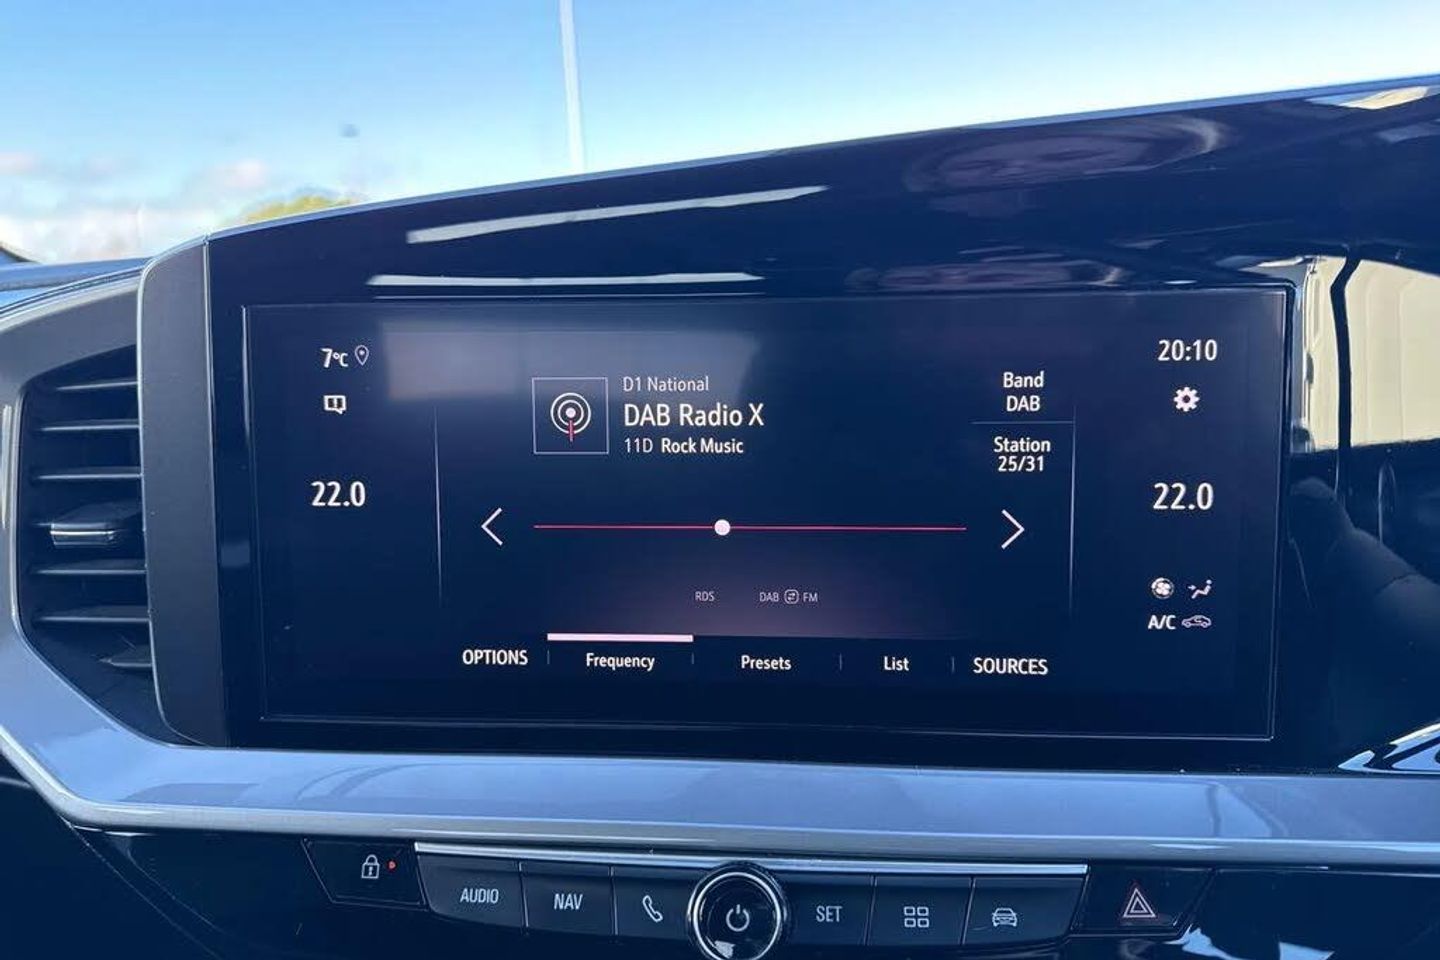 7°C
20:10
D1 National
DAB Radio X
11D Rock Music
Band
DAB
Station
25/31
22.0
22.0
RDS
DAB FM
A/C
OPTIONS
Frequency
Presets
List
SOURCES
AUDIO
NAV
SET